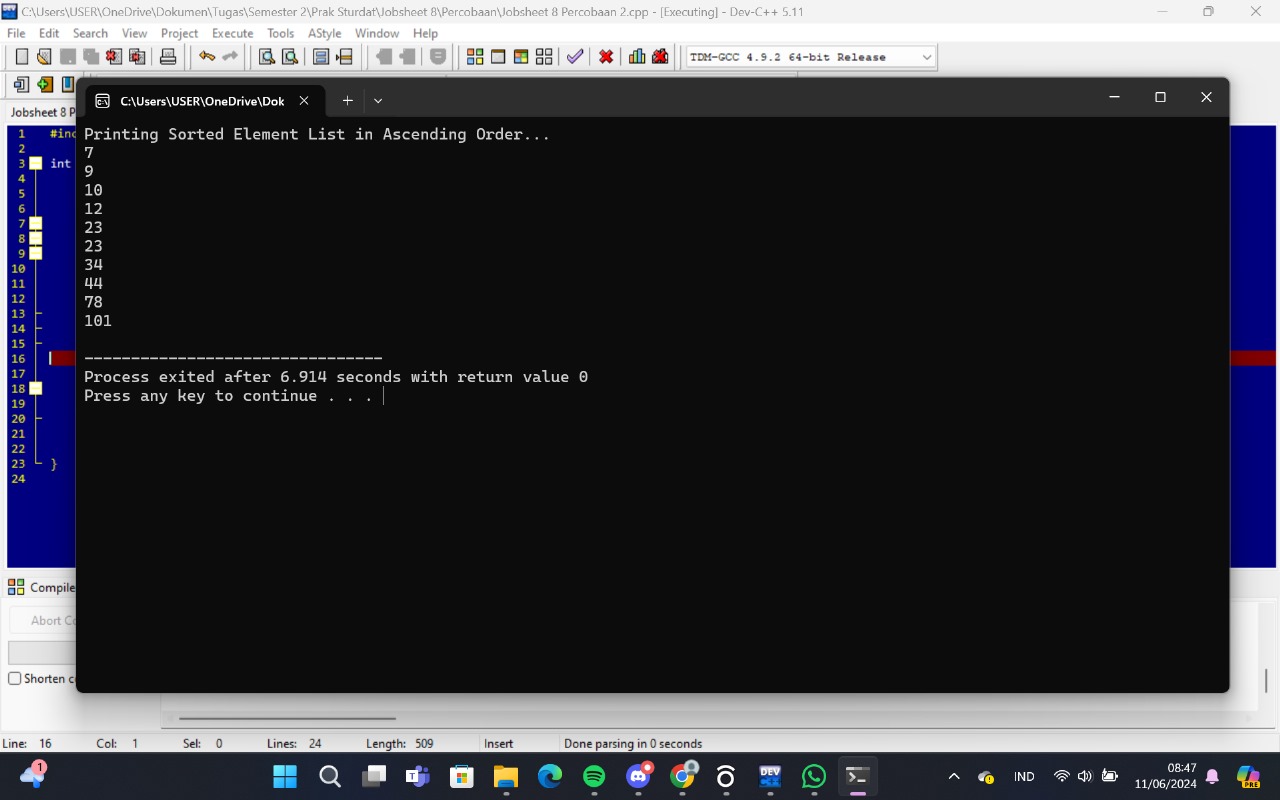 C:\Users\USER\OneDrive\Dokumen\Tugas\Semester 2\Prak Sturdat\Jobsheet 8\Percobaan\Jobsheet 8 Percobaan 2.cpp - [Executing] - Dev-C++ 5.11
File Edit Search View Project Execute Tools AStyle Window Help
TDM-GCC 4.9.2 64-bit Release
C:\Users\USER\OneDrive\Dok
Jobsheet 8 P
1 #inc
2
3 int
4
5
6
7
8
9
10
11
12
13
14
15
16
17
18
19
20
21
22
23 }
24
Printing Sorted Element List in Ascending Order...
7
9
10
12
23
23
34
44
78
101
--------------------------------
Process exited after 6.914 seconds with return value 0
Press any key to continue . . .
Compile
Abort Co
Shorten c
Line: 16 Col: 1 Sel: 0 Lines: 24 Length: 509 Insert Done parsing in 0 seconds
1
DEV
IND
08:47
11/06/2024
PRE